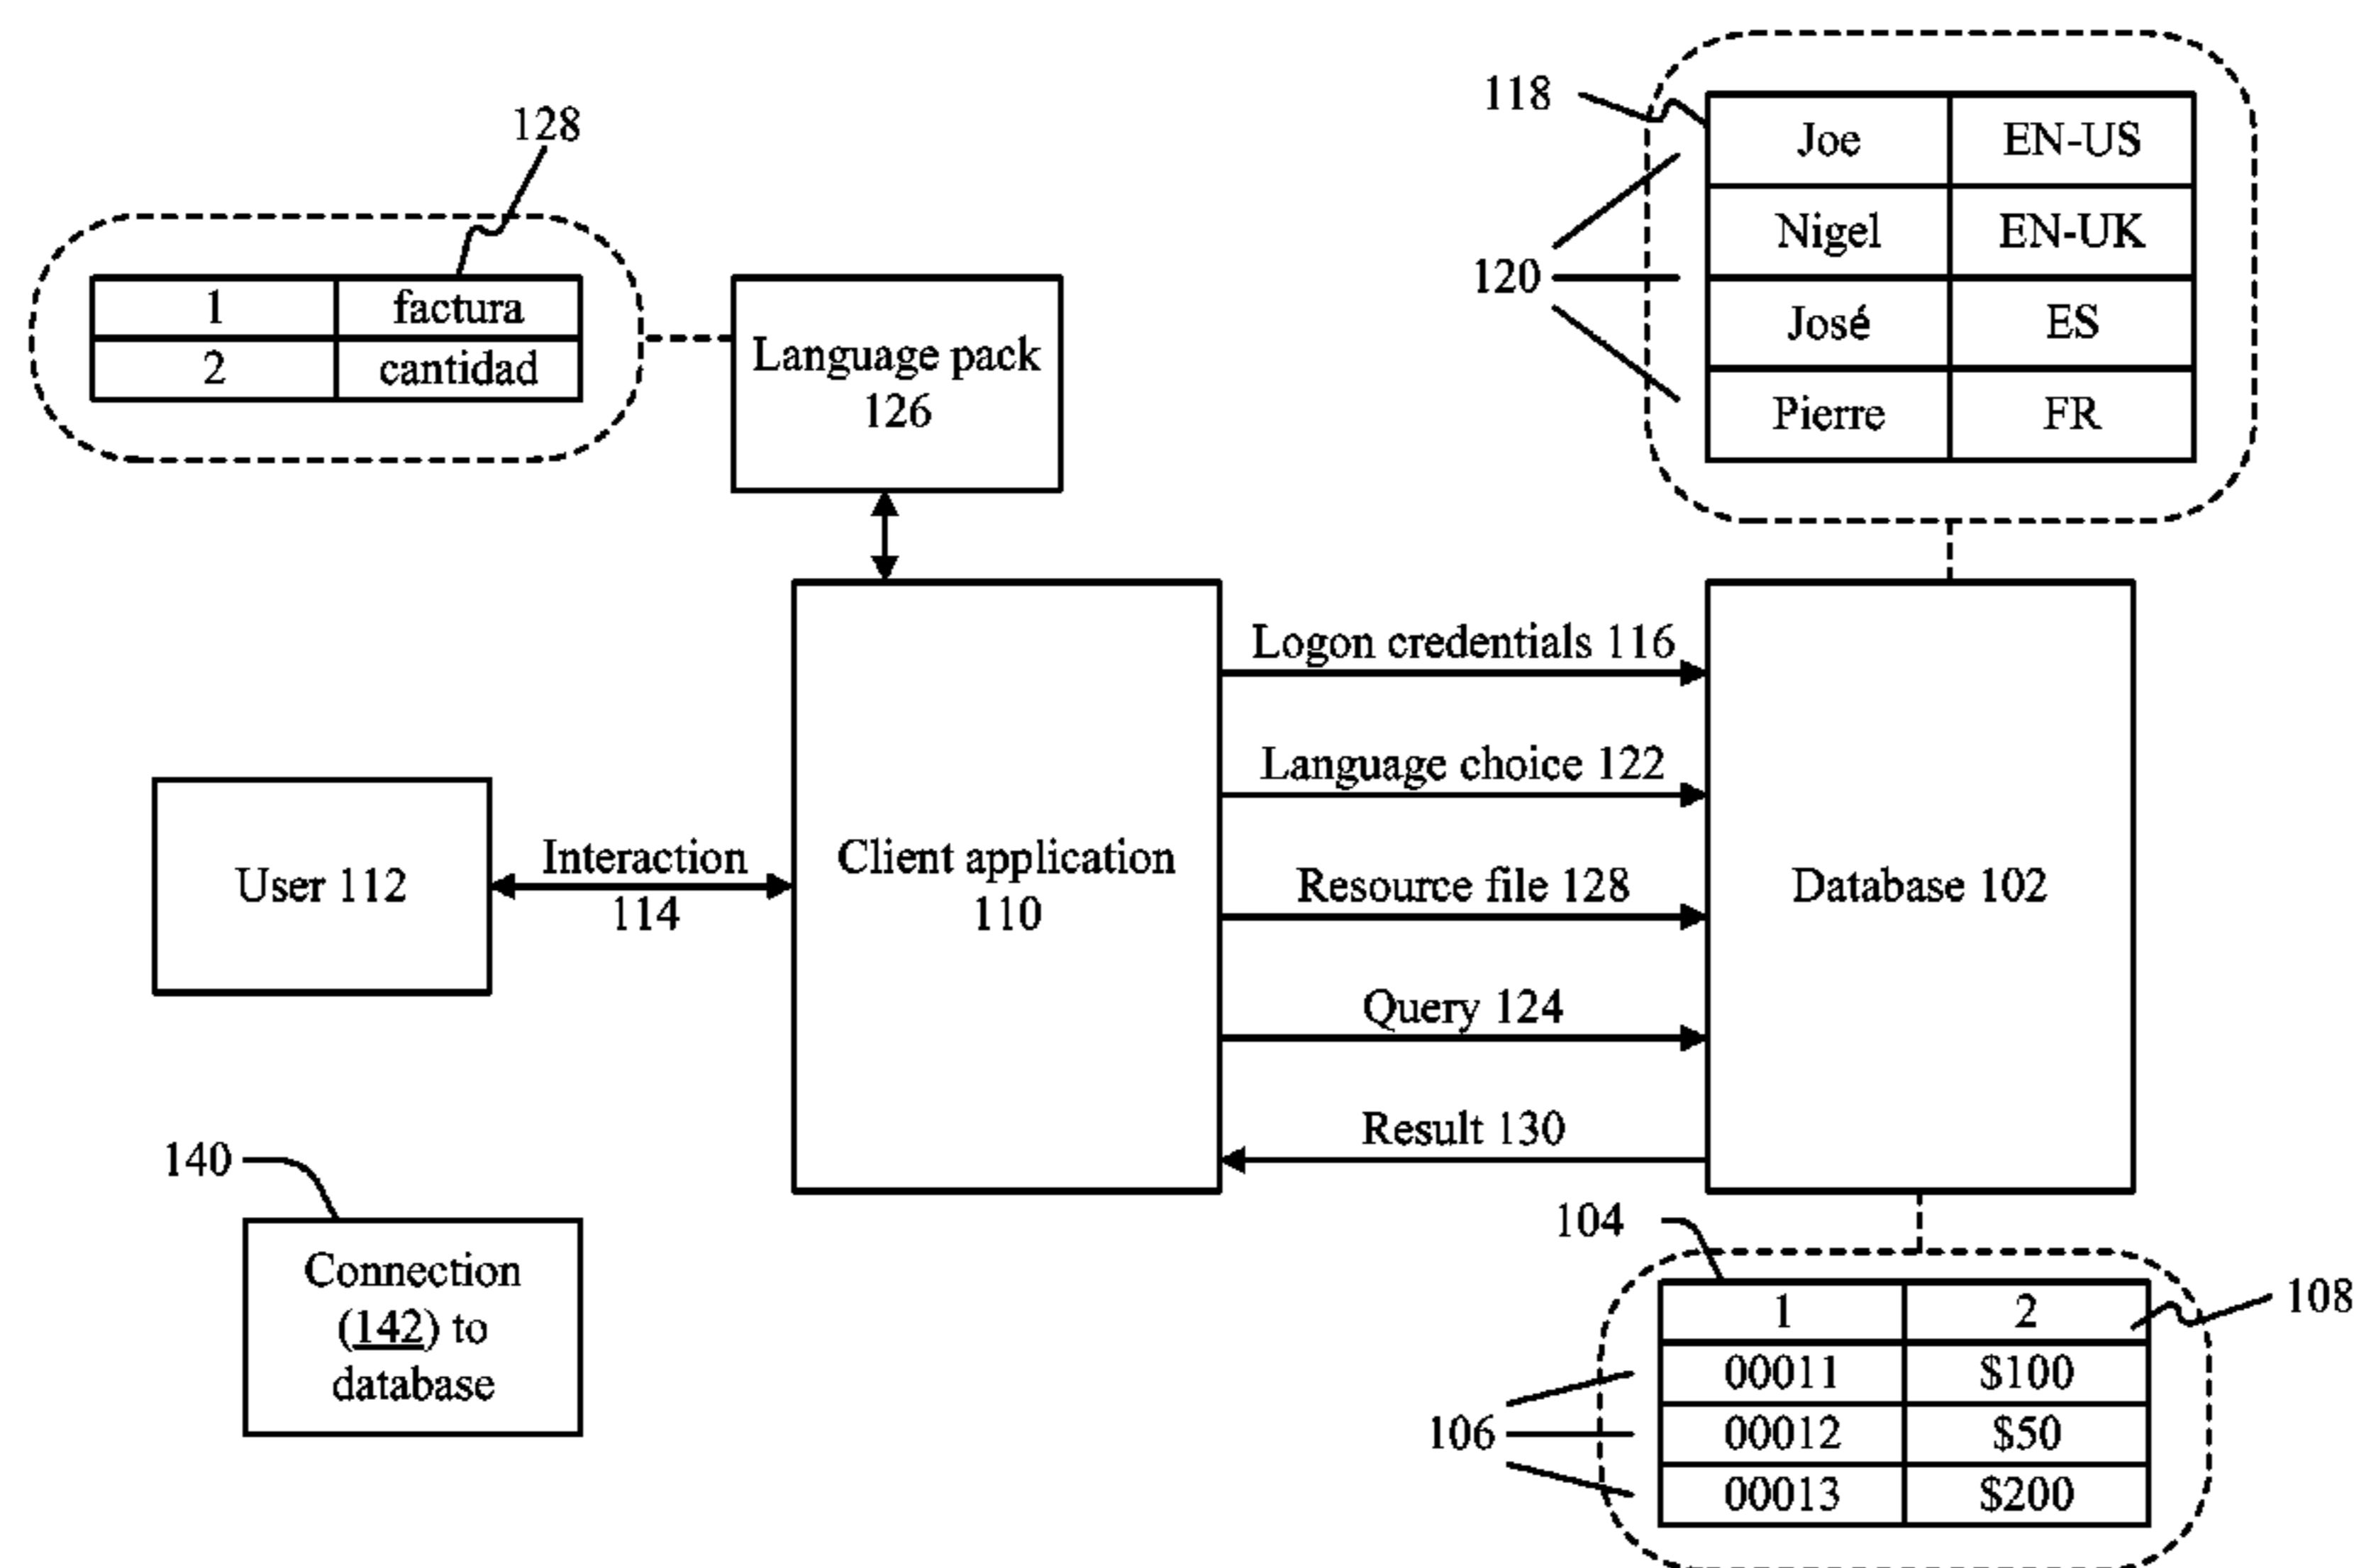 128
1 factura
2 cantidad
Language pack
126
118
Joe EN-US
Nigel EN-UK
120
José ES
Pierre FR
User 112
Interaction
114
Client application
110
Logon credentials 116
Language choice 122
Resource file 128
Query 124
Result 130
Database 102
140
Connection
(142) to
database
104
108
1 2
00011 $100
106
00012 $50
00013 $200